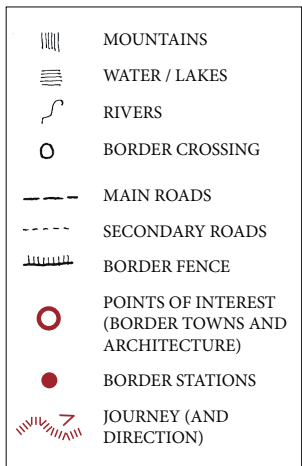 MOUNTAINS
WATER / LAKES
RIVERS
BORDER CROSSING
MAIN ROADS
SECONDARY ROADS
BORDER FENCE
POINTS OF INTEREST
(BORDER TOWNS AND
ARCHITECTURE)
BORDER STATIONS
JOURNEY (AND
DIRECTION)